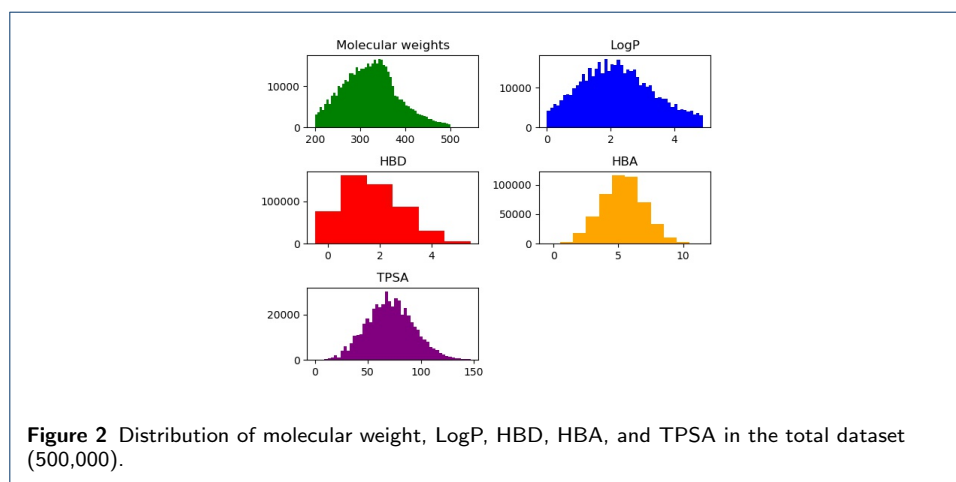 Molecular weights
10000
0
200 300 400 500
LogP
10000
0
0 2 4
HBD
100000
0
0 2 4
HBA
100000
50000
0
0 5 10
TPSA
20000
0
0 50 100 150
Figure 2 Distribution of molecular weight, LogP, HBD, HBA, and TPSA in the total dataset
(500,000).